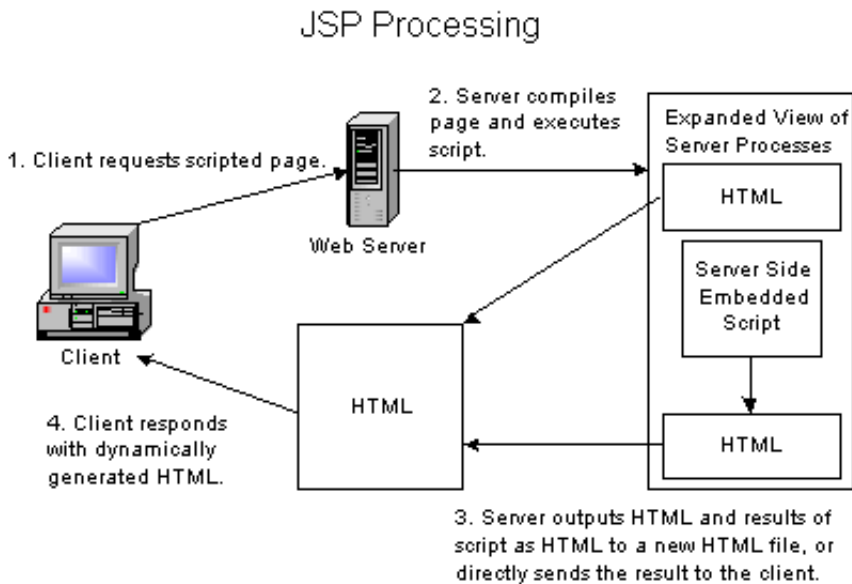 JSP Processing
1. Client requests scripted page.
Web Server
2. Server compiles
page and executes
script.
Expanded View of
Server Processes
HTML
Server Side
Embedded
Script
HTML
Client
HTML
4. Client responds
with dynamically
generated HTML.
3. Server outputs HTML and results of
script as HTML to a new HTML file, or
directly sends the result to the client.